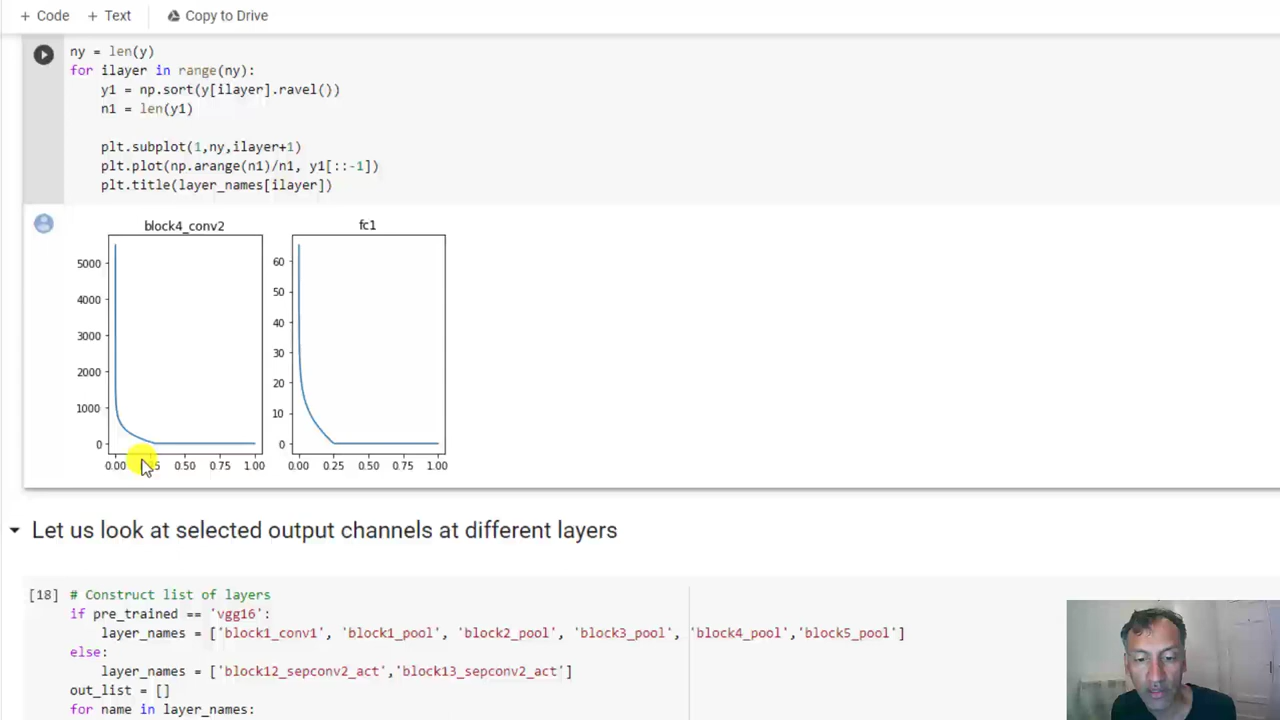 + Code + Text Copy to Drive
ny = len(y)
for ilayer in range(ny):
y1 = np.sort(y[ilayer].ravel())
n1 = len(y1)
plt.subplot(1,ny,ilayer+1)
plt.plot(np.arange(n1)/n1, y1[::-1])
plt.title(layer_names[ilayer])
block4_conv2
5000
4000
3000
2000
1000
0
0.00 0.50 0.75 1.00
fc1
60
50
40
30
20
10
0
0.00 0.25 0.50 0.75 1.00
Let us look at selected output channels at different layers
[18] # Construct list of layers
if pre_trained == 'vgg16':
layer_names = ['block1_conv1', 'block1_pool', 'block2_pool', 'block3_pool', 'block4_pool','block5_pool']
else:
layer_names = ['block12_sepconv2_act','block13_sepconv2_act']
out_list = []
for name in layer_names: